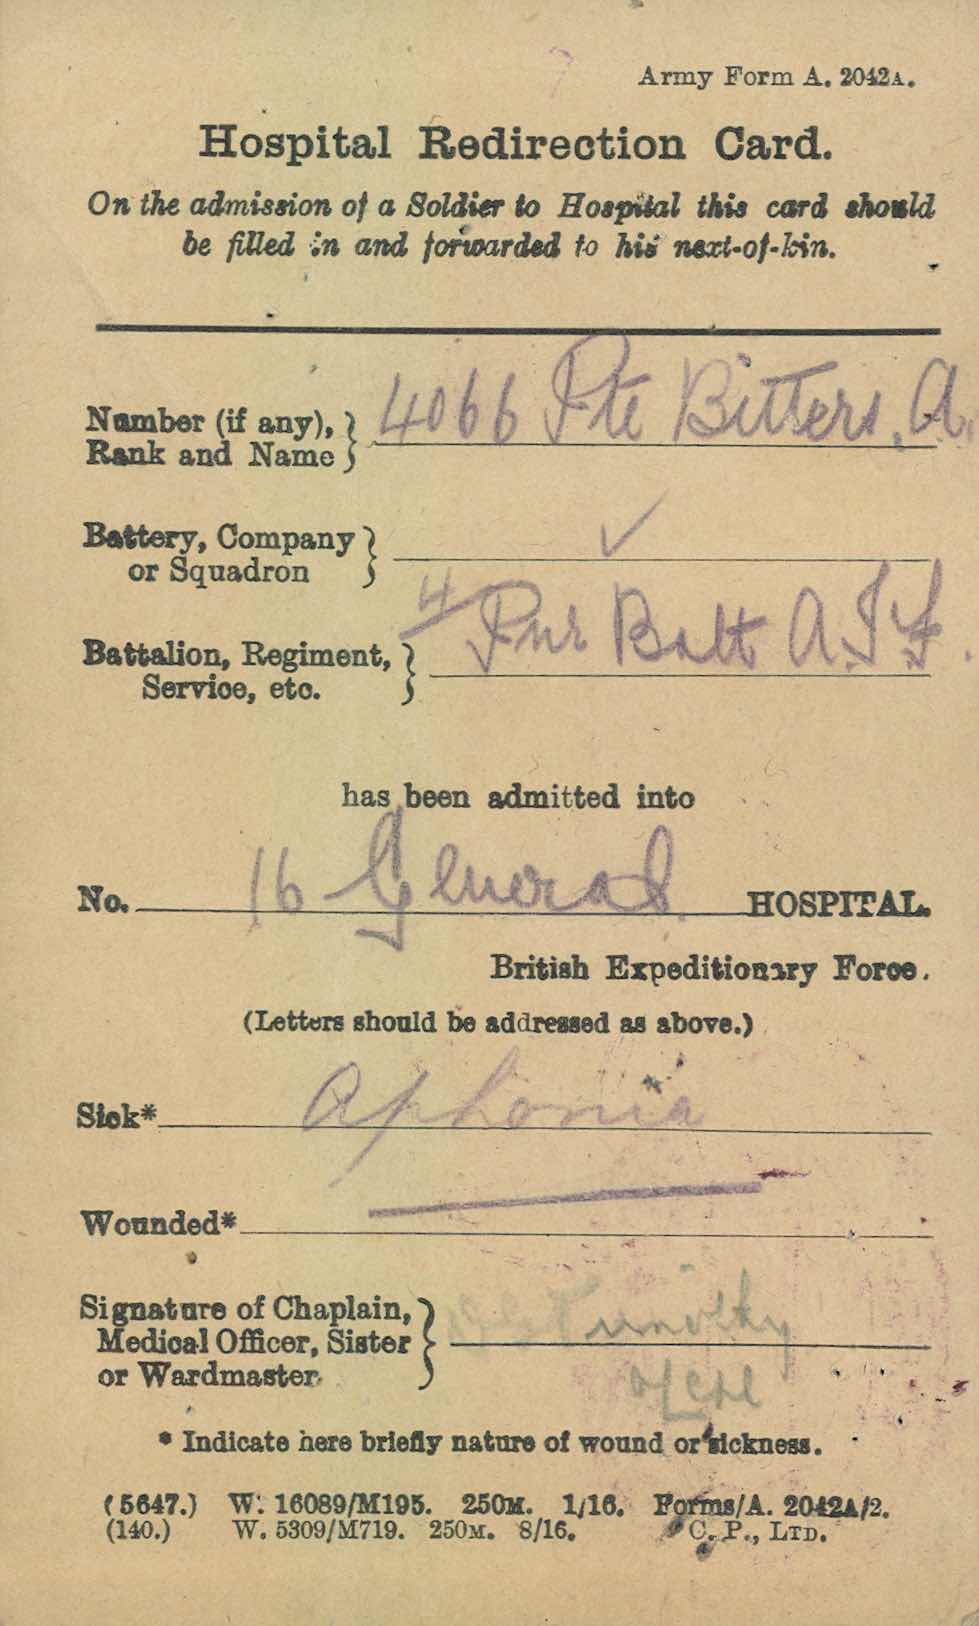 Army Form A. 2042A.
Hospital Redirection Card.
On the admission of a Soldier to Hospital this card should
be filled in and forwarded to his next-of-kin.
Number (if any), } 4066 Pte Bitters. A.
Rank and Name
Battery, Company } ✓
or Squadron
4 Pnr Batt A.I.F.
Battalion, Regiment, }
Service, etc.
has been admitted into
No. 16 General HOSPITAL.
British Expeditionary Force.
(Letters should be addressed as above.)
Sick* Aphonia
Wounded*
Signature of Chaplain, }
Medical Officer, Sister Timothy
or Wardmaster
* Indicate here briefly nature of wound or sickness.
(5647.) W. 16089/M195. 250M. 1/16. Forms/A. 2042A/2.
(140.) W. 5309/M719. 250M. 8/16. C. P., LTD.